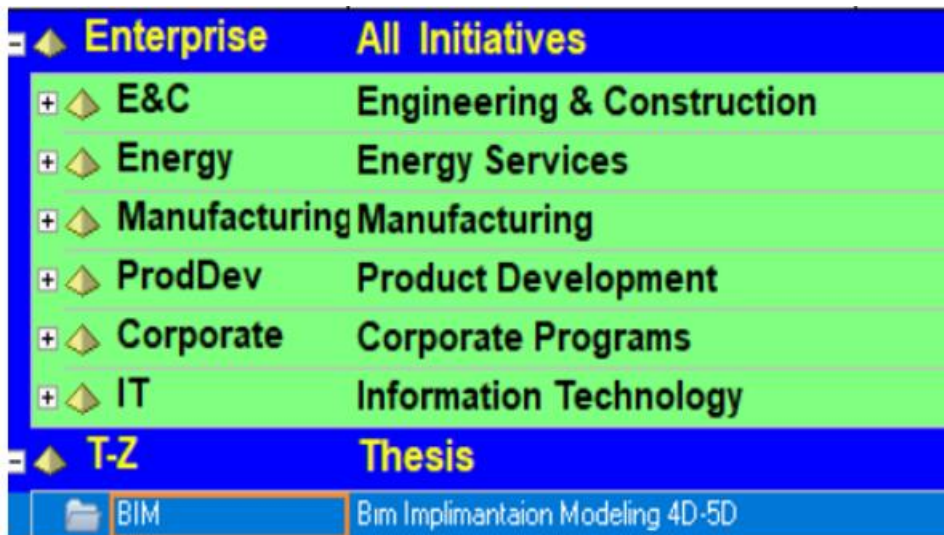 Enterprise All Initiatives
E&C Engineering & Construction
Energy Energy Services
Manufacturing Manufacturing
ProdDev Product Development
Corporate Corporate Programs
IT Information Technology
T-Z Thesis
BIM Bim Implimantaion Modeling 4D-5D